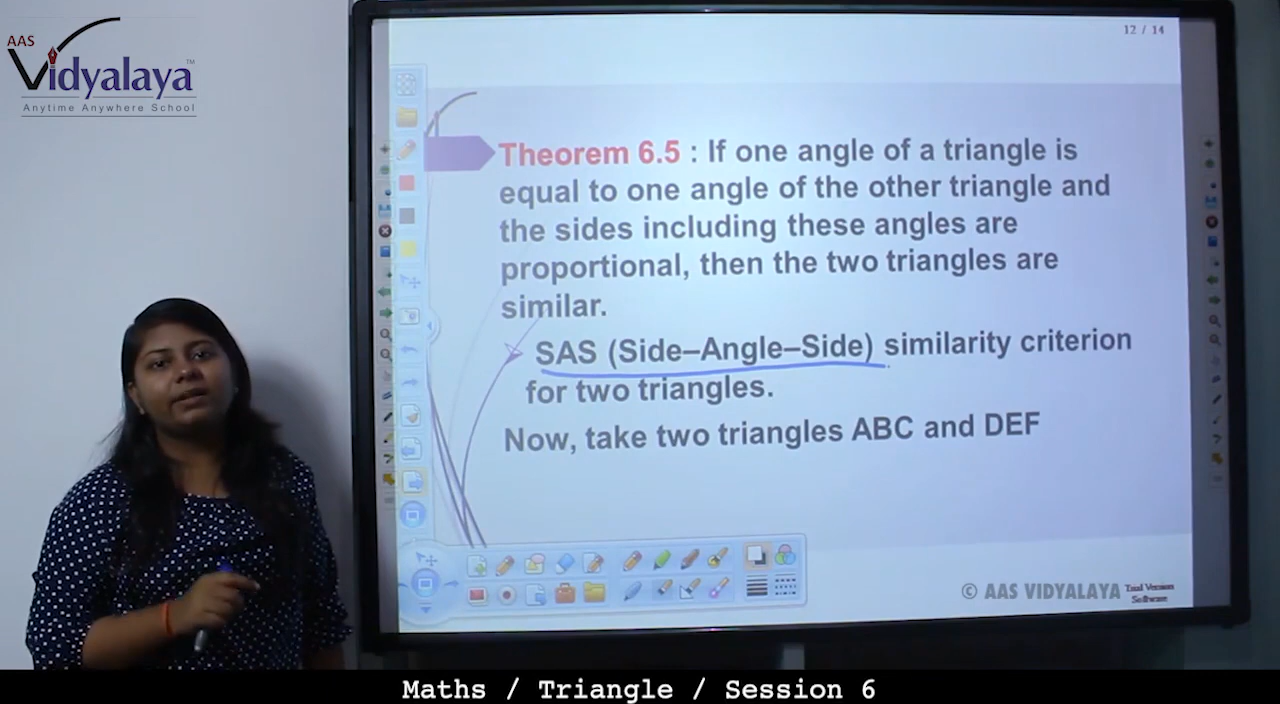 AAS
Vidyalaya TM
Anytime Anywhere School
12 / 14
Theorem 6.5 : If one angle of a triangle is
equal to one angle of the other triangle and
the sides including these angles are
proportional, then the two triangles are
similar.
SAS (Side–Angle–Side) similarity criterion
for two triangles.
Now, take two triangles ABC and DEF
© AAS VIDYALAYA
Trial Version
Software
Maths / Triangle / Session 6